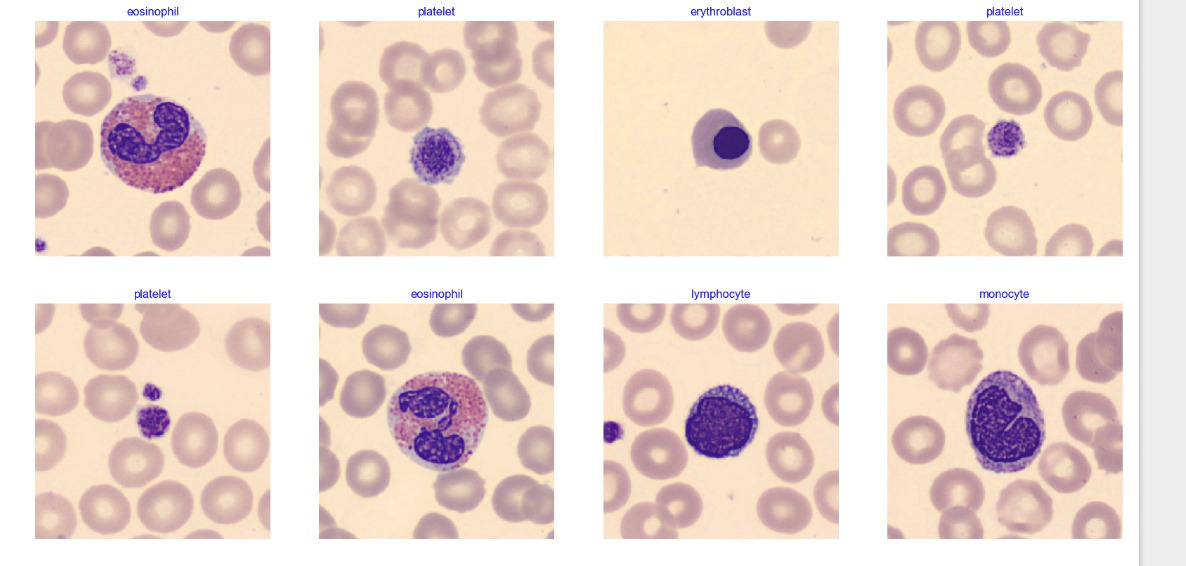 eosinophil
platelet
erythroblast
platelet
platelet
eosinophil
lymphocyte
monocyte